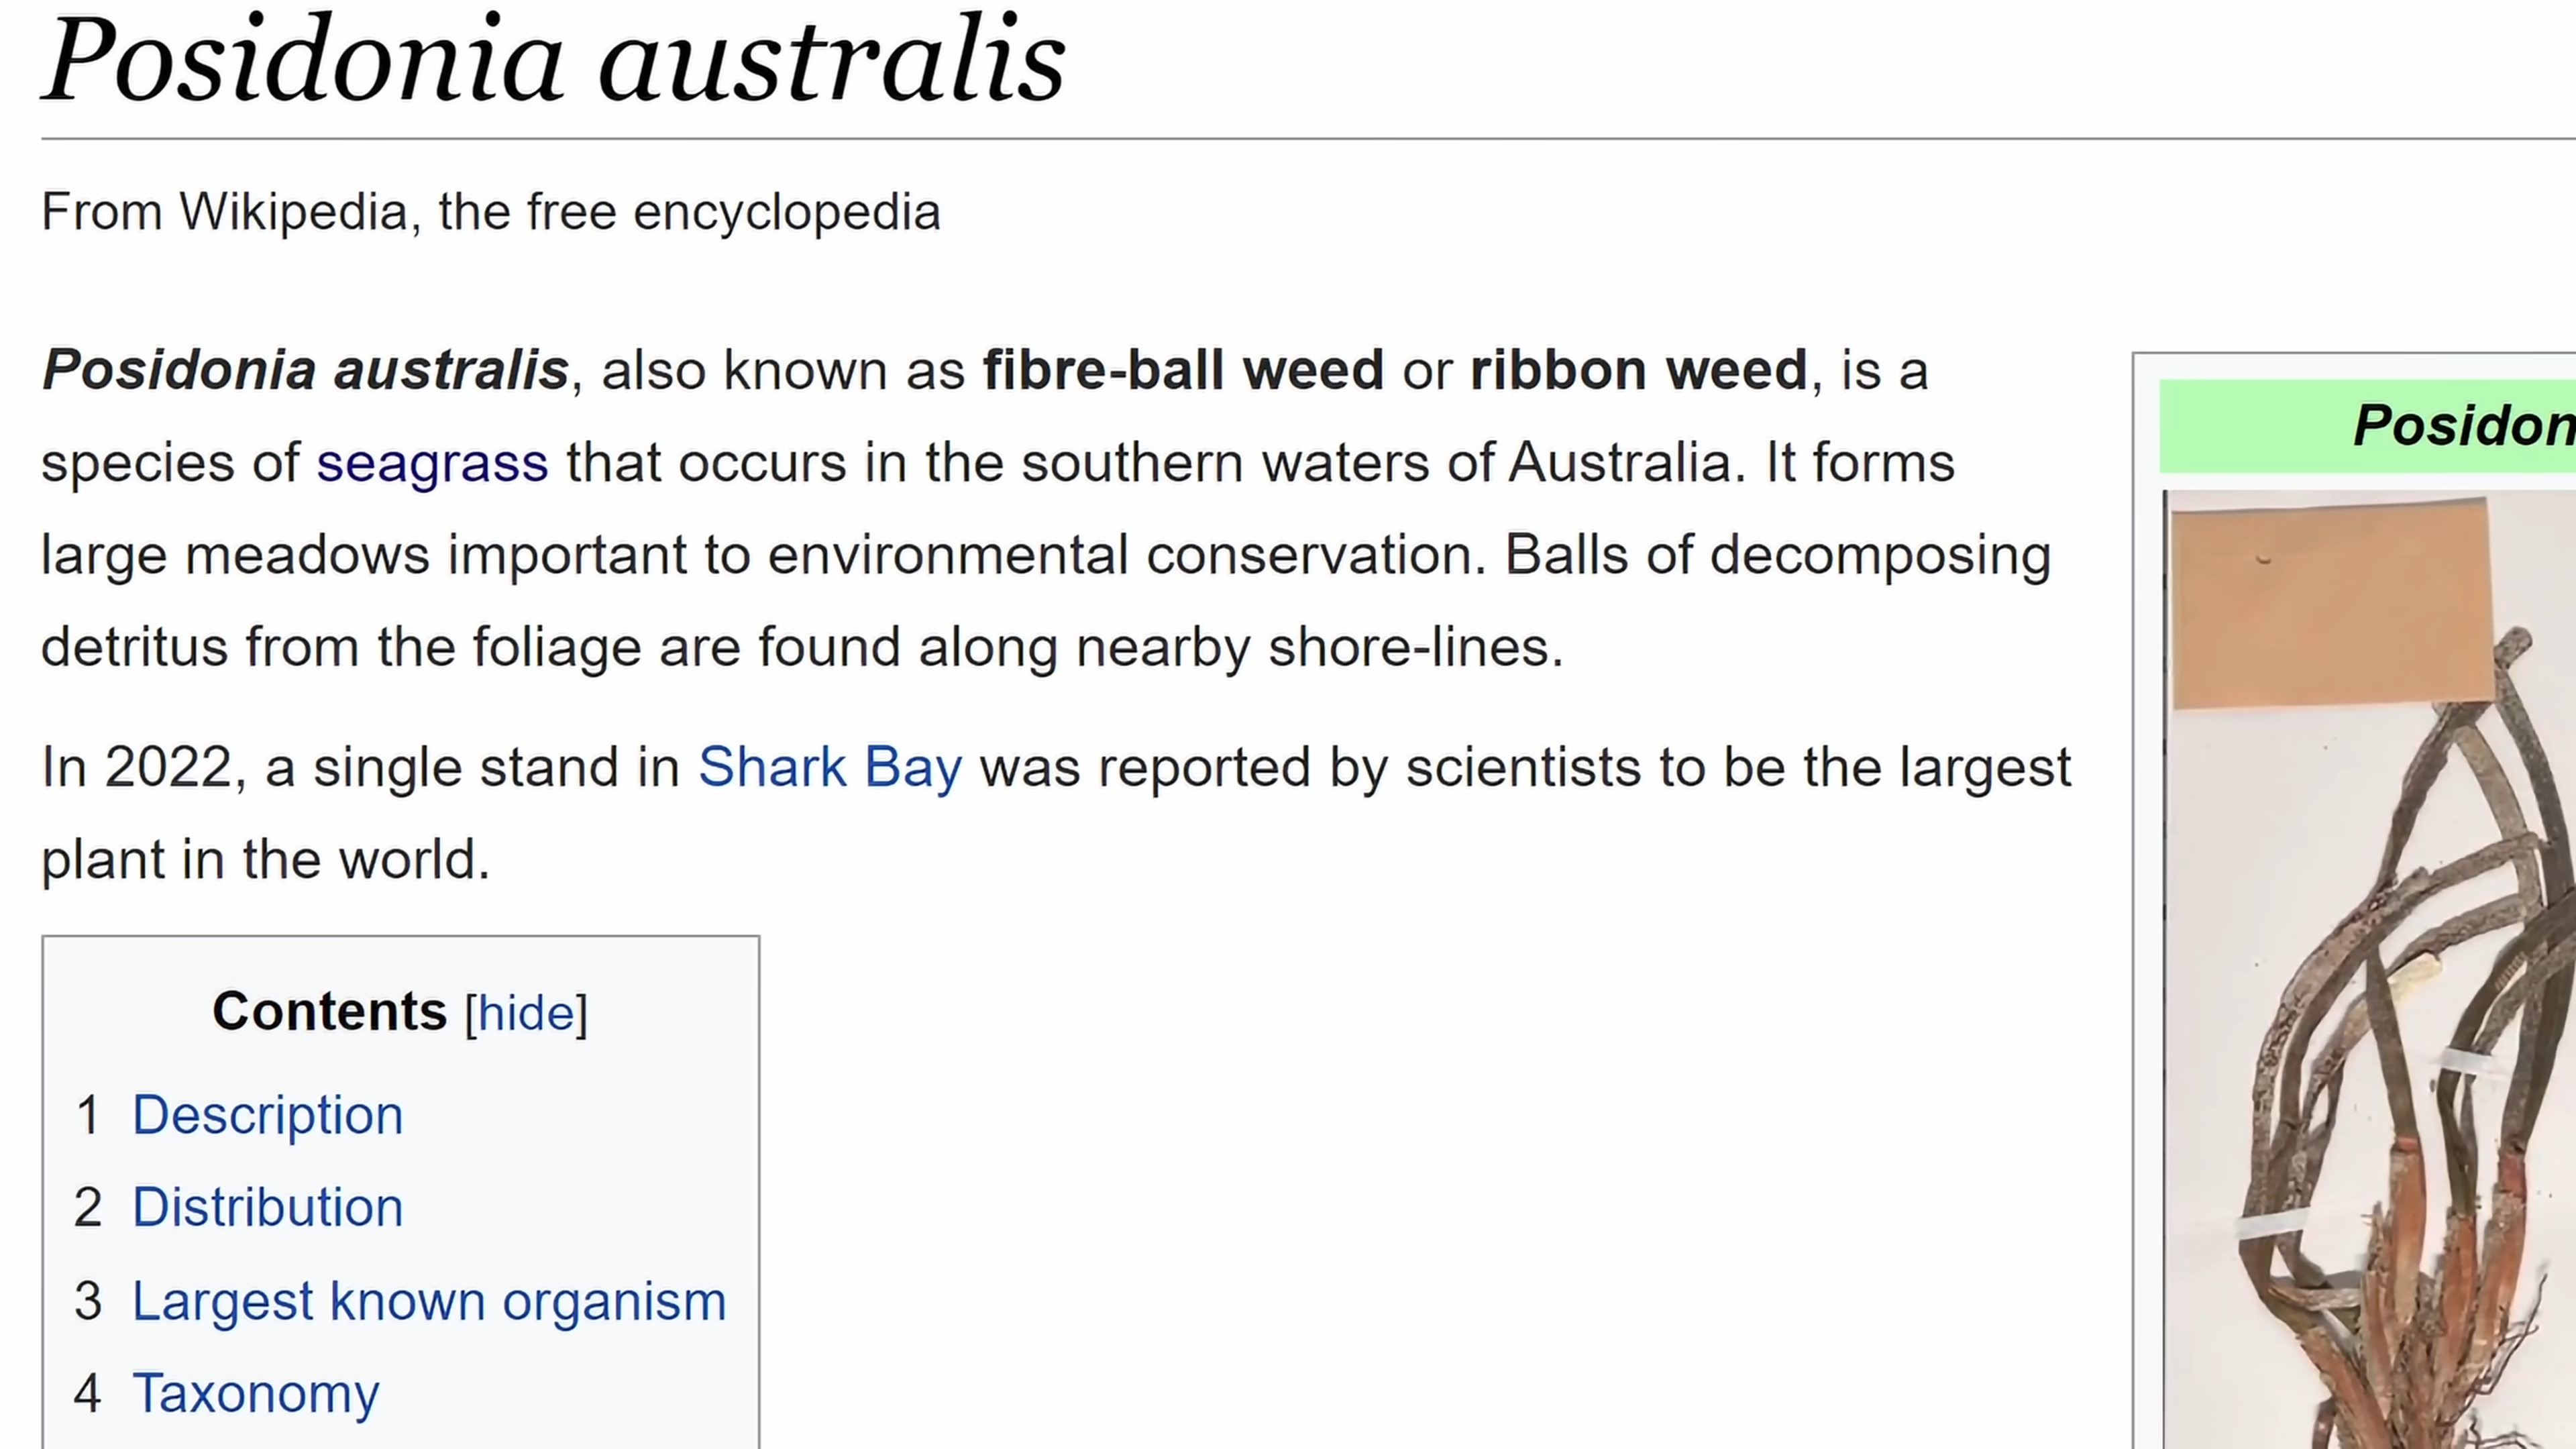 Posidonia australis
From Wikipedia, the free encyclopedia
Posidonia australis, also known as fibre-ball weed or ribbon weed, is a
species of seagrass that occurs in the southern waters of Australia. It forms
large meadows important to environmental conservation. Balls of decomposing
detritus from the foliage are found along nearby shore-lines.
In 2022, a single stand in Shark Bay was reported by scientists to be the largest
plant in the world.
Contents [hide]
1 Description
2 Distribution
3 Largest known organism
4 Taxonomy
Posidon